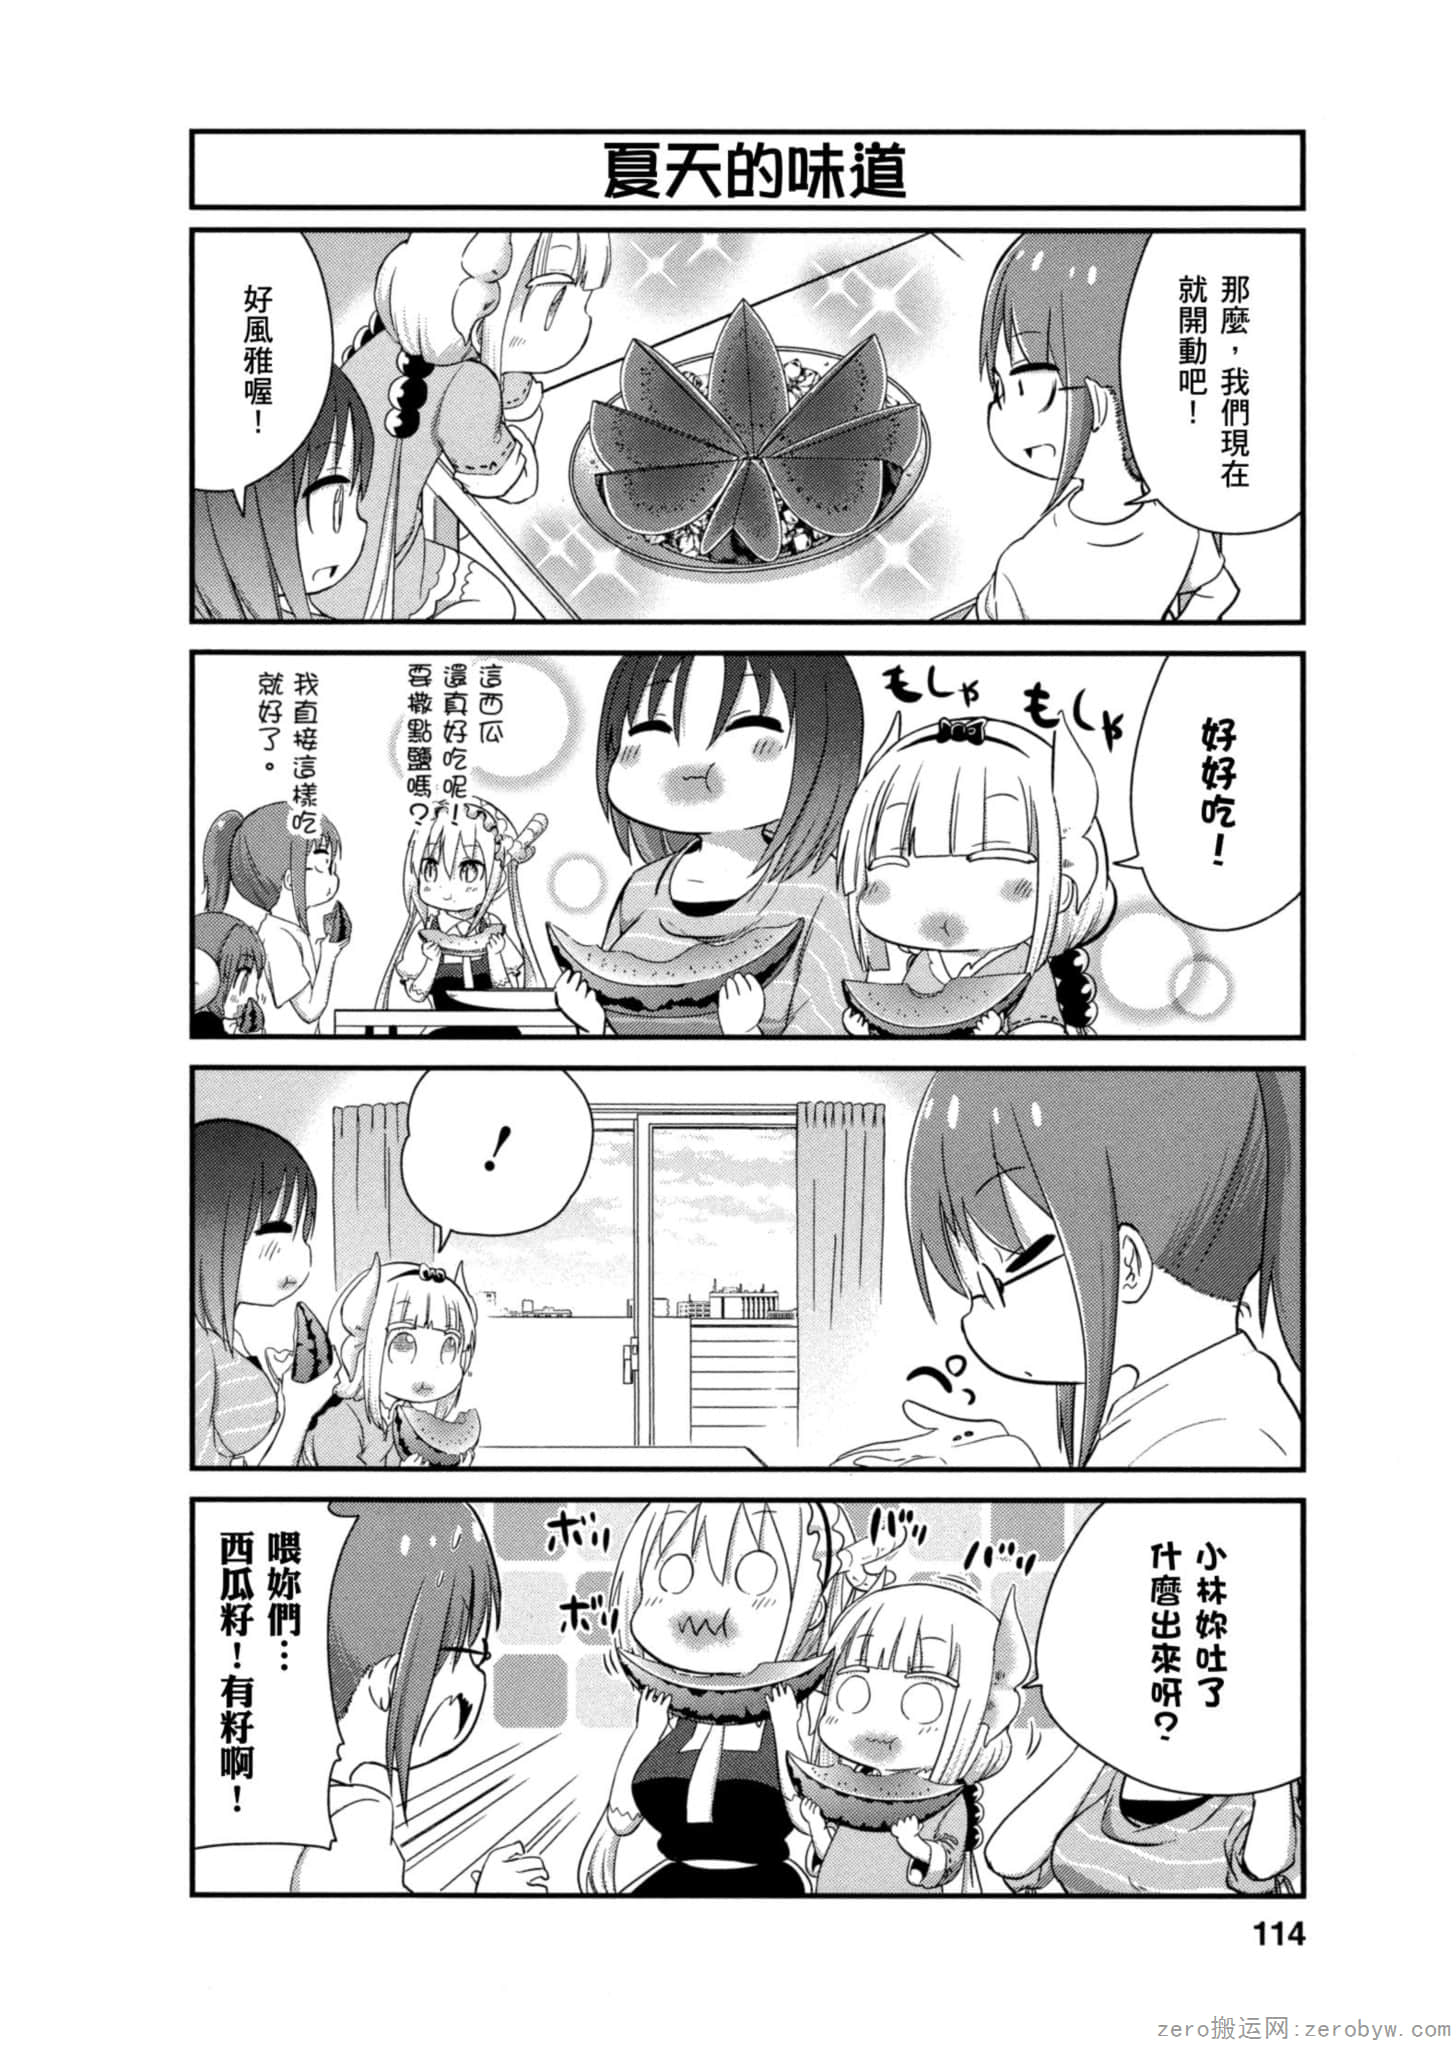 夏天的味道
那麼，我們現在
就開動吧！
好風雅喔！
好好吃！
もしゃ
もしゃ
這西瓜
還真好吃呢！
要撒點鹽嗎？
我直接這樣吃
就好了。
！
ペッ
小林妳吐了
什麼出來呀？
バリ
バリ
ボリ
ボリ
喂妳們…
西瓜籽！有籽啊！
114
zero搬运网:zerobyw.com